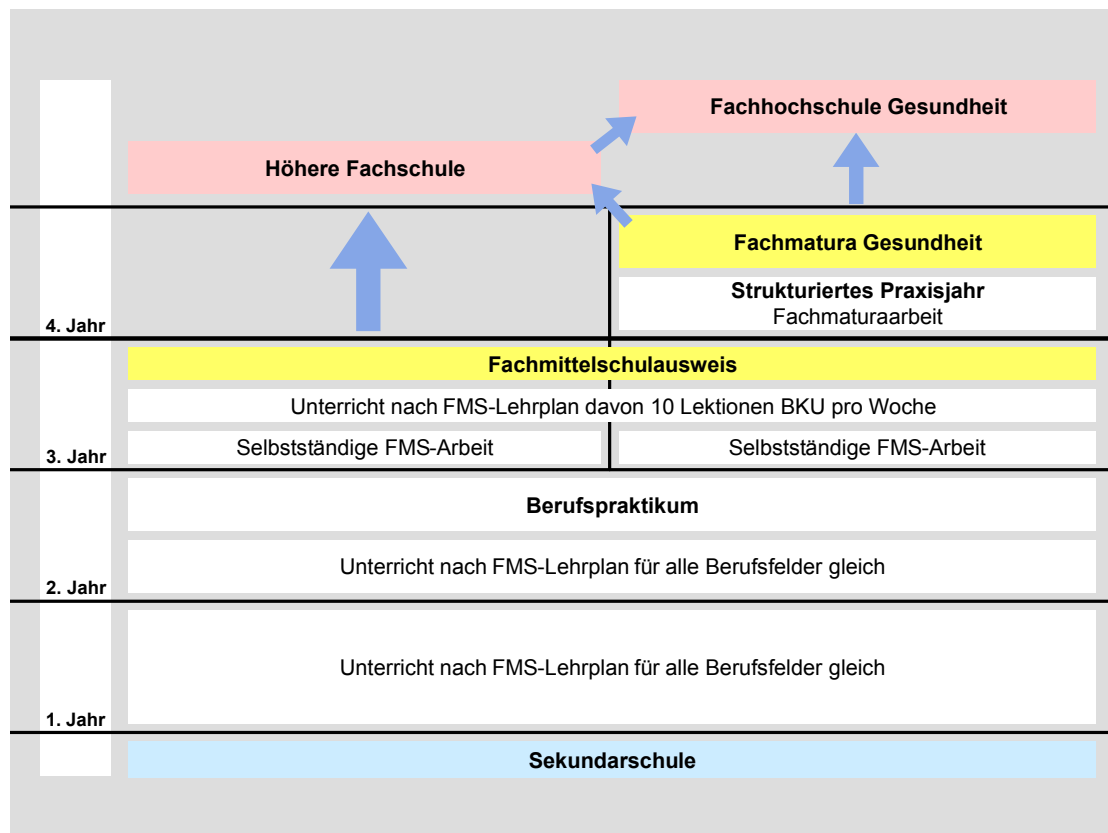 Fachhochschule Gesundheit
Höhere Fachschule
Fachmatura Gesundheit
Strukturiertes Praxisjahr
Fachmaturaarbeit
4. Jahr
Fachmittelschulausweis
Unterricht nach FMS-Lehrplan davon 10 Lektionen BKU pro Woche
Selbstständige FMS-Arbeit
Selbstständige FMS-Arbeit
3. Jahr
Berufspraktikum
Unterricht nach FMS-Lehrplan für alle Berufsfelder gleich
2. Jahr
Unterricht nach FMS-Lehrplan für alle Berufsfelder gleich
1. Jahr
Sekundarschule